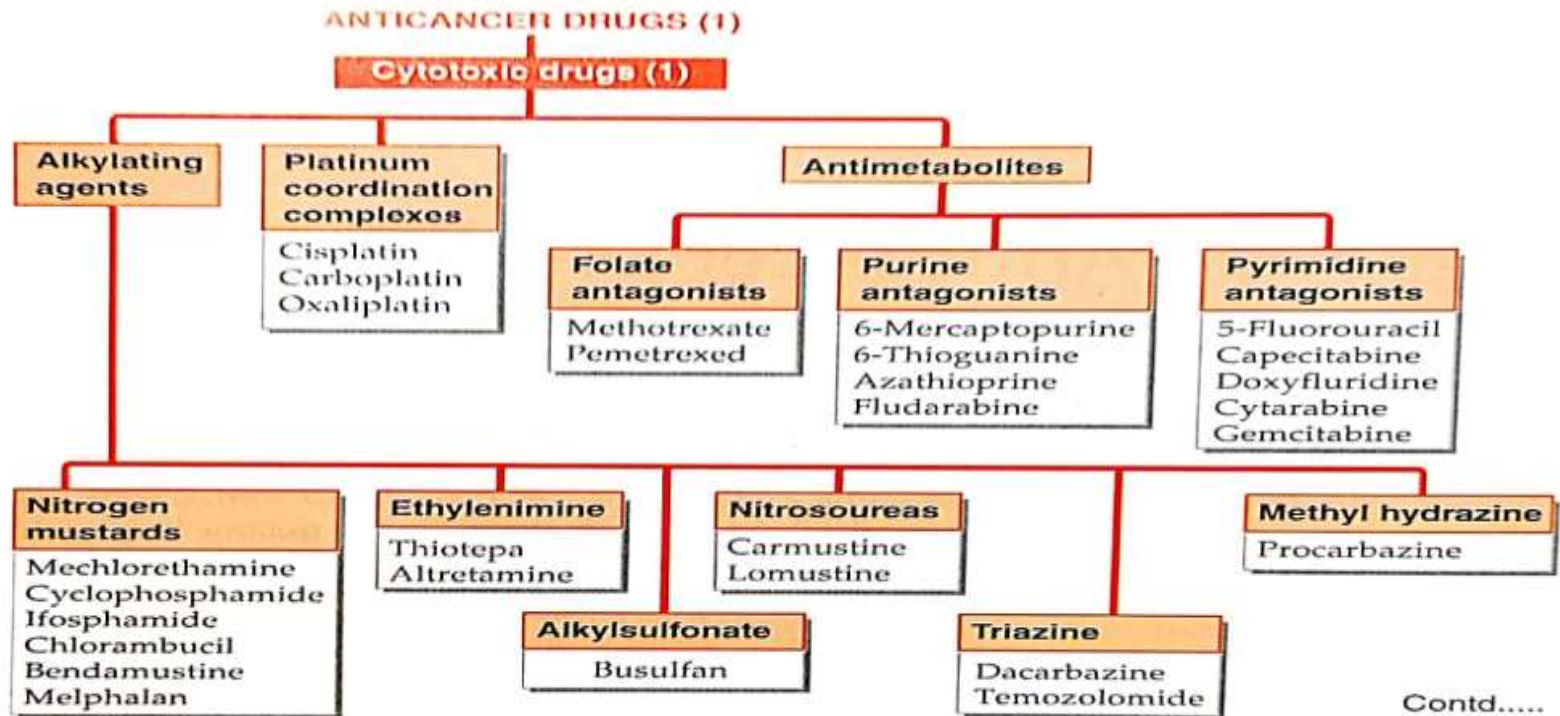 ANTICANCER DRUGS (1)
Cytotoxic drugs (1)
Alkylating
agents
Platinum
coordination
complexes
Cisplatin
Carboplatin
Oxaliplatin
Antimetabolites
Folate
antagonists
Methotrexate
Pemetrexed
Purine
antagonists
6-Mercaptopurine
6-Thioguanine
Azathioprine
Fludarabine
Pyrimidine
antagonists
5-Fluorouracil
Capecitabine
Doxyfluridine
Cytarabine
Gemcitabine
Nitrogen
mustards
Mechlorethamine
Cyclophosphamide
Ifosphamide
Chlorambucil
Bendamustine
Melphalan
Ethylenimine
Thiotepa
Altretamine
Alkylsulfonate
Busulfan
Nitrosoureas
Carmustine
Lomustine
Triazine
Dacarbazine
Temozolomide
Methyl hydrazine
Procarbazine
Contd.....